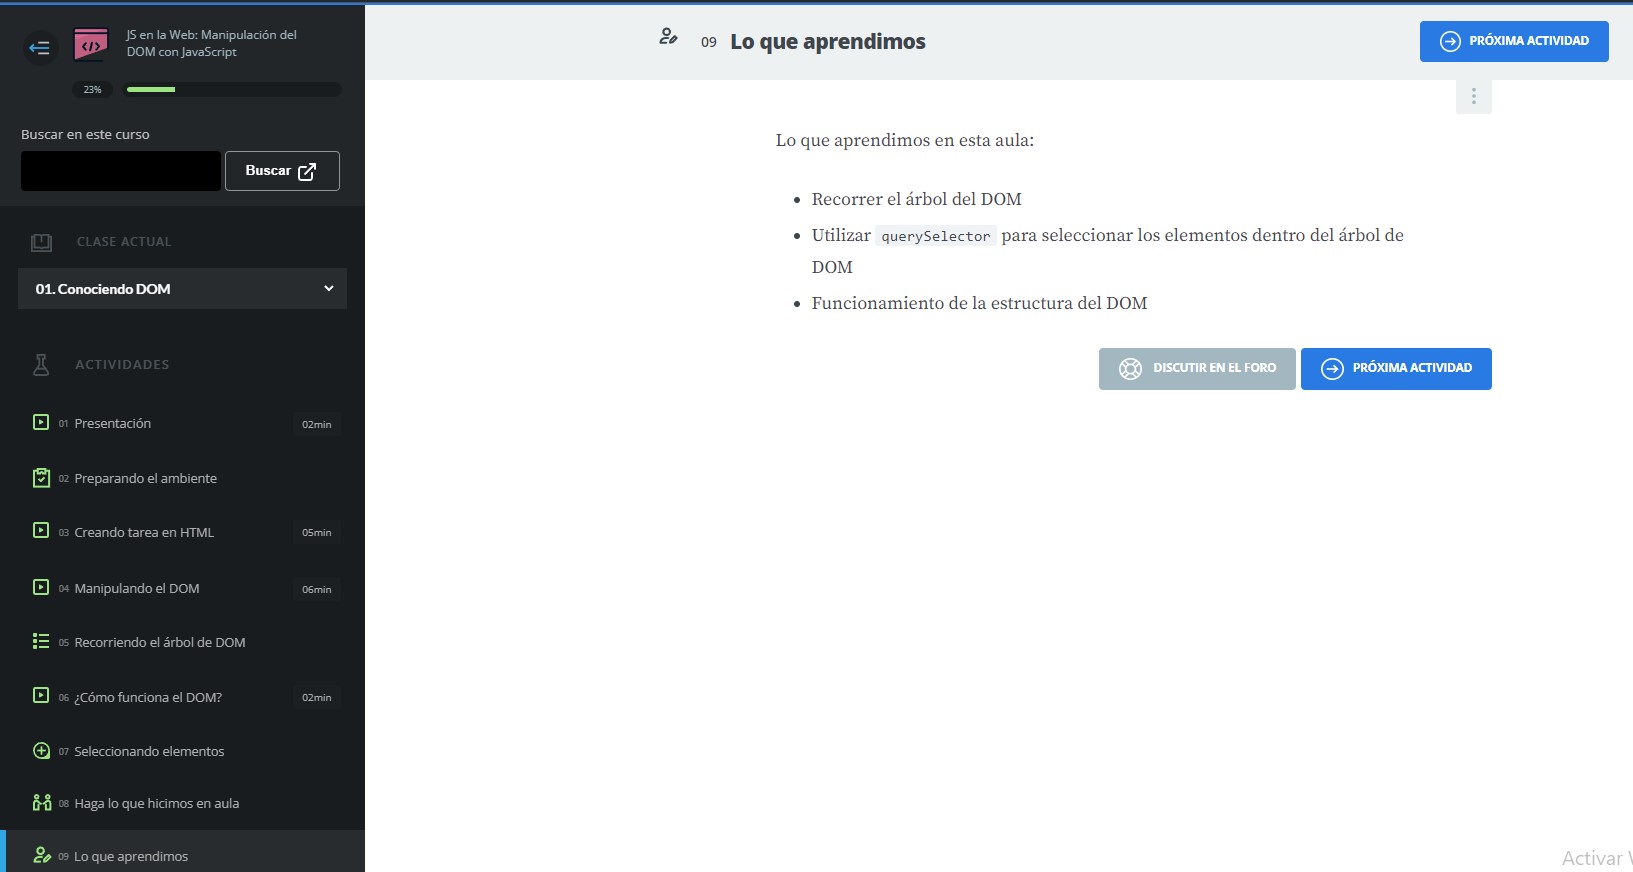 JS en la Web: Manipulación del
DOM con JavaScript
23%
Buscar en este curso
Buscar
CLASE ACTUAL
01. Conociendo DOM
ACTIVIDADES
01 Presentación 02min
02 Preparando el ambiente
03 Creando tarea en HTML 05min
04 Manipulando el DOM 06min
05 Recorriendo el árbol de DOM
06 ¿Cómo funciona el DOM? 02min
07 Seleccionando elementos
08 Haga lo que hicimos en aula
09 Lo que aprendimos
09 Lo que aprendimos
PRÓXIMA ACTIVIDAD
Lo que aprendimos en esta aula:
• Recorrer el árbol del DOM
• Utilizar querySelector para seleccionar los elementos dentro del árbol de
DOM
• Funcionamiento de la estructura del DOM
DISCUTIR EN EL FORO
PRÓXIMA ACTIVIDAD
Activar